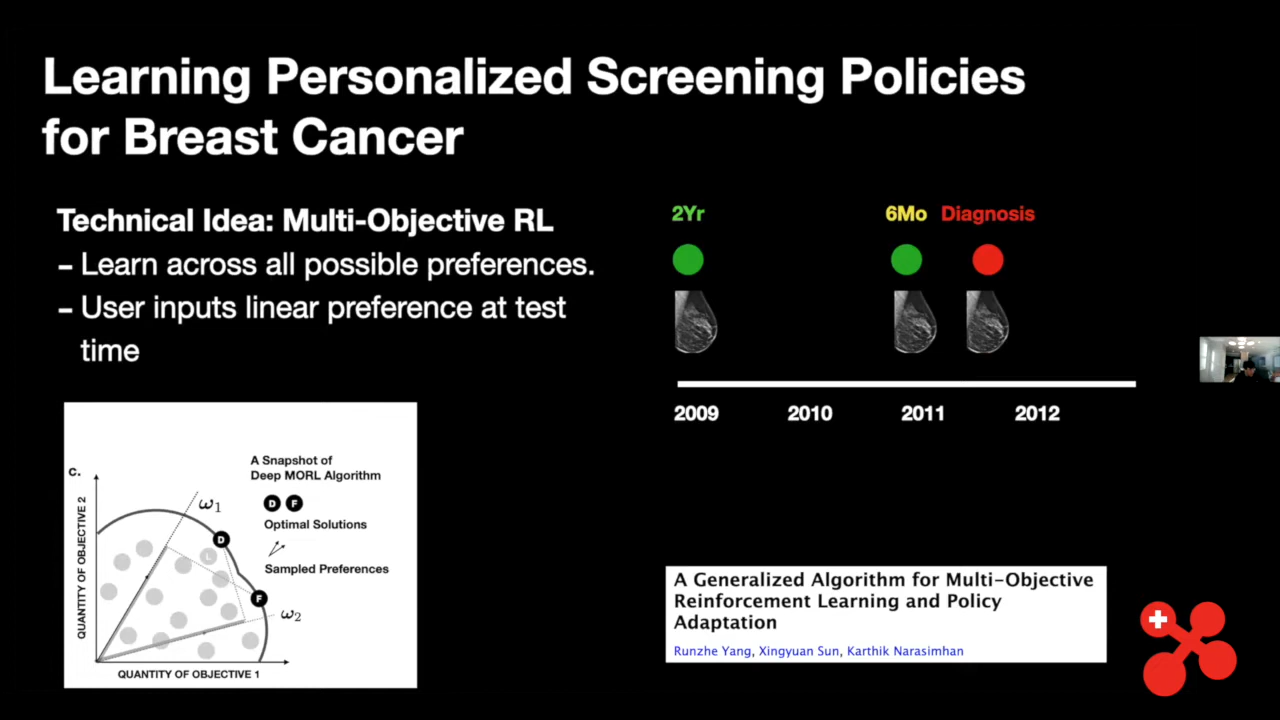 Learning Personalized Screening Policies
for Breast Cancer
Technical Idea: Multi-Objective RL
– Learn across all possible preferences.
– User inputs linear preference at test
time
2Yr
6Mo
Diagnosis
2009
2010
2011
2012
c.
A Snapshot of
Deep MORL Algorithm
D F
Optimal Solutions
Sampled Preferences
ω1
D
L
F
ω2
QUANTITY OF OBJECTIVE 2
QUANTITY OF OBJECTIVE 1
A Generalized Algorithm for Multi-Objective
Reinforcement Learning and Policy
Adaptation
Runzhe Yang, Xingyuan Sun, Karthik Narasimhan